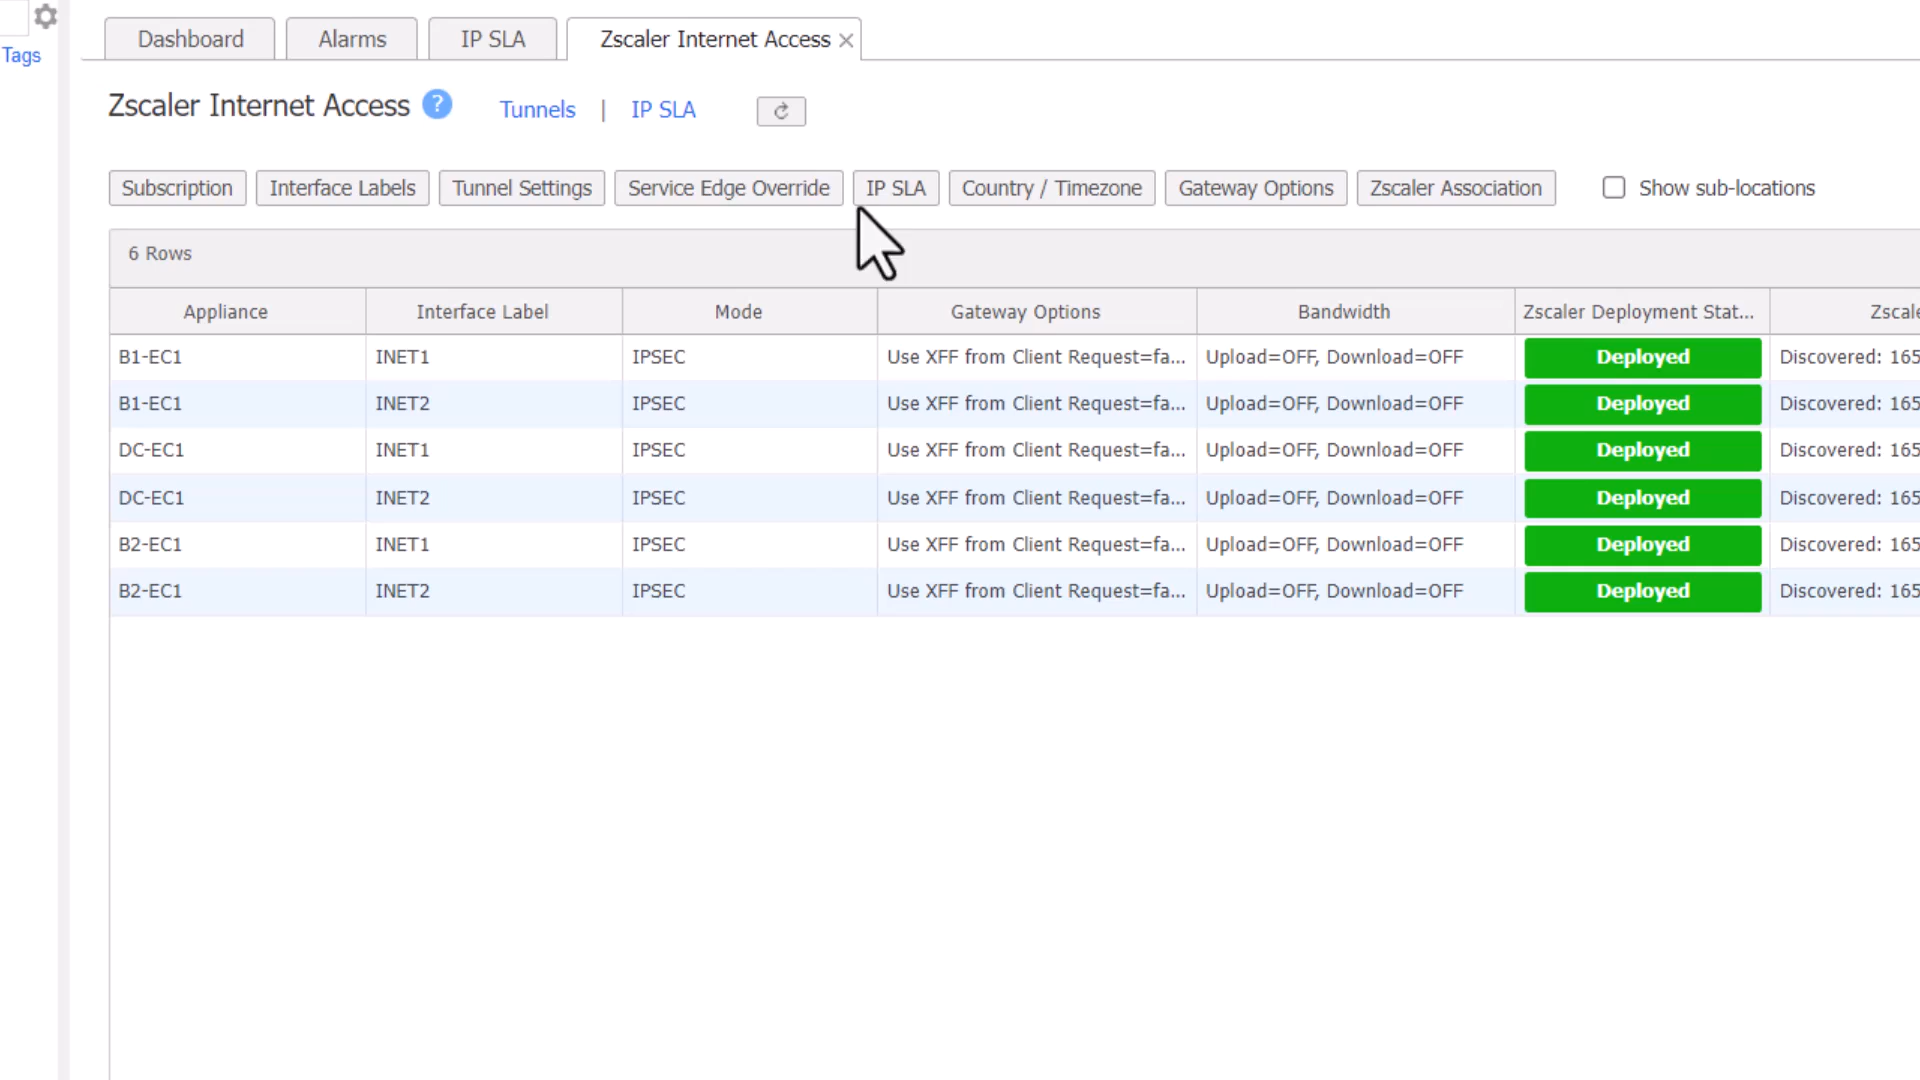 Tags
Dashboard Alarms IP SLA Zscaler Internet Access
Zscaler Internet Access ? Tunnels | IP SLA
Subscription Interface Labels Tunnel Settings Service Edge Override IP SLA Country / Timezone Gateway Options Zscaler Association Show sub-locations
6 Rows
Appliance Interface Label Mode Gateway Options Bandwidth Zscaler Deployment Stat... Zscale
B1-EC1 INET1 IPSEC Use XFF from Client Request=fa... Upload=OFF, Download=OFF Deployed Discovered: 165
B1-EC1 INET2 IPSEC Use XFF from Client Request=fa... Upload=OFF, Download=OFF Deployed Discovered: 165
DC-EC1 INET1 IPSEC Use XFF from Client Request=fa... Upload=OFF, Download=OFF Deployed Discovered: 165
DC-EC1 INET2 IPSEC Use XFF from Client Request=fa... Upload=OFF, Download=OFF Deployed Discovered: 165
B2-EC1 INET1 IPSEC Use XFF from Client Request=fa... Upload=OFF, Download=OFF Deployed Discovered: 165
B2-EC1 INET2 IPSEC Use XFF from Client Request=fa... Upload=OFF, Download=OFF Deployed Discovered: 165